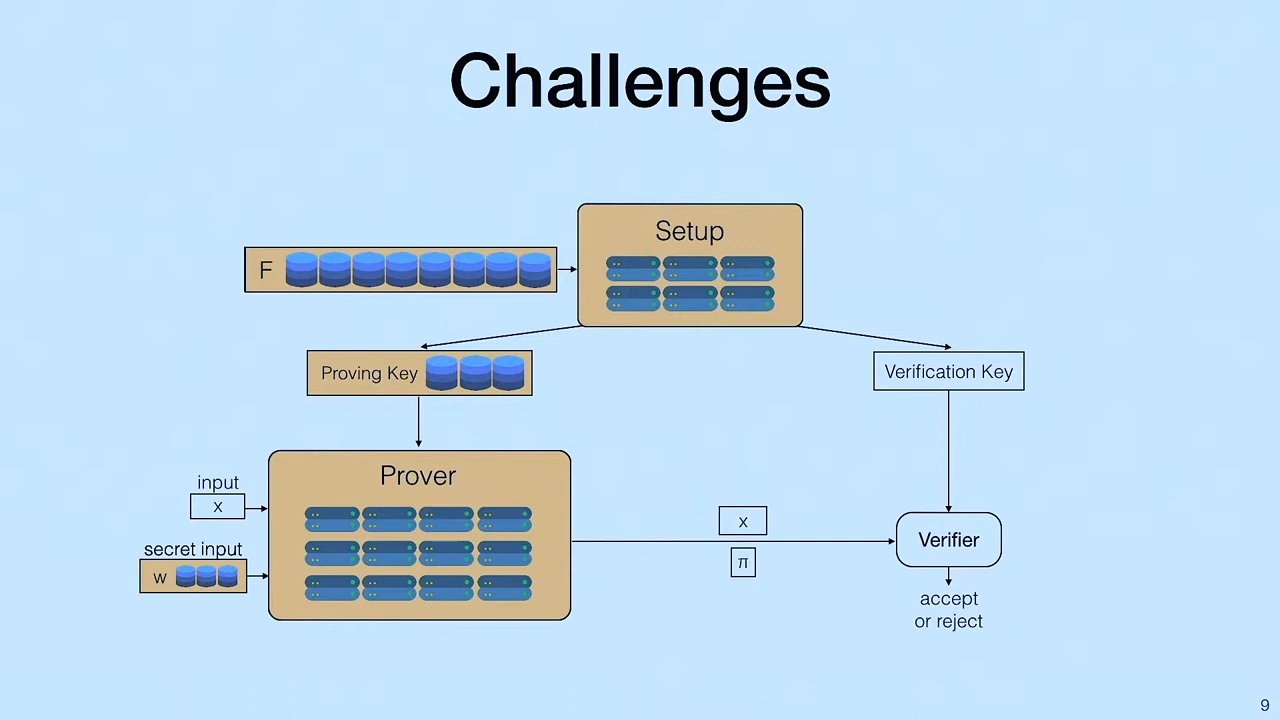 Challenges
Setup
F
Proving Key
Verification Key
Prover
input
x
secret input
w
x
π
Verifier
accept
or reject
9